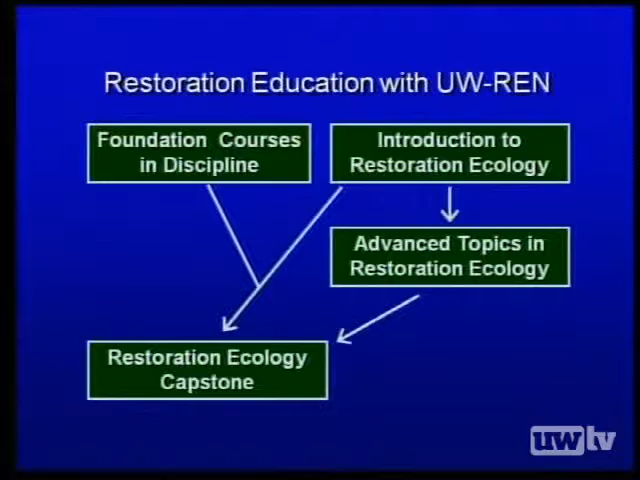 Restoration Education with UW-REN
Foundation Courses
in Discipline
Introduction to
Restoration Ecology
Advanced Topics in
Restoration Ecology
Restoration Ecology
Capstone
uwtv